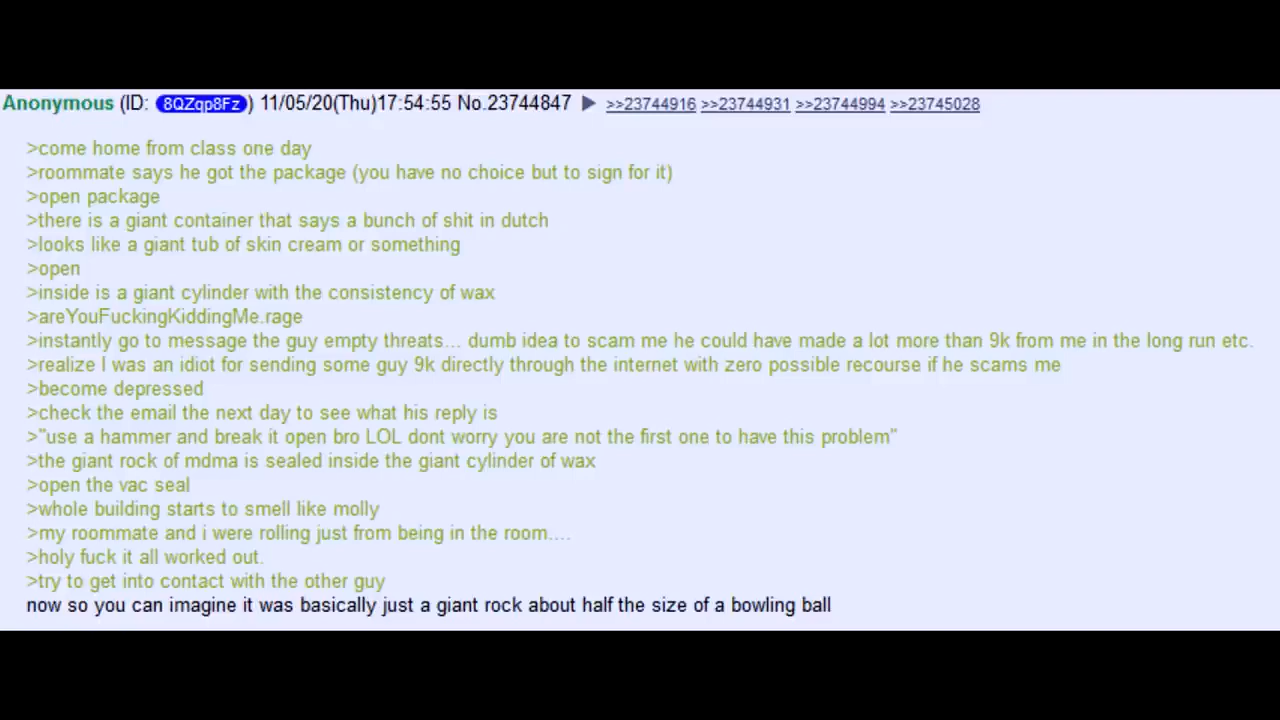 Anonymous (ID: 8QZqp8Fz) 11/05/20(Thu)17:54:55 No.23744847 ▶ >>23744916 >>23744931 >>23744994 >>23745028
>come home from class one day
>roommate says he got the package (you have no choice but to sign for it)
>open package
>there is a giant container that says a bunch of shit in dutch
>looks like a giant tub of skin cream or something
>open
>inside is a giant cylinder with the consistency of wax
>areYouFuckingKiddingMe.rage
>instantly go to message the guy empty threats... dumb idea to scam me he could have made a lot more than 9k from me in the long run etc.
>realize I was an idiot for sending some guy 9k directly through the internet with zero possible recourse if he scams me
>become depressed
>check the email the next day to see what his reply is
>"use a hammer and break it open bro LOL dont worry you are not the first one to have this problem"
>the giant rock of mdma is sealed inside the giant cylinder of wax
>open the vac seal
>whole building starts to smell like molly
>my roommate and i were rolling just from being in the room....
>holy fuck it all worked out.
>try to get into contact with the other guy
now so you can imagine it was basically just a giant rock about half the size of a bowling ball